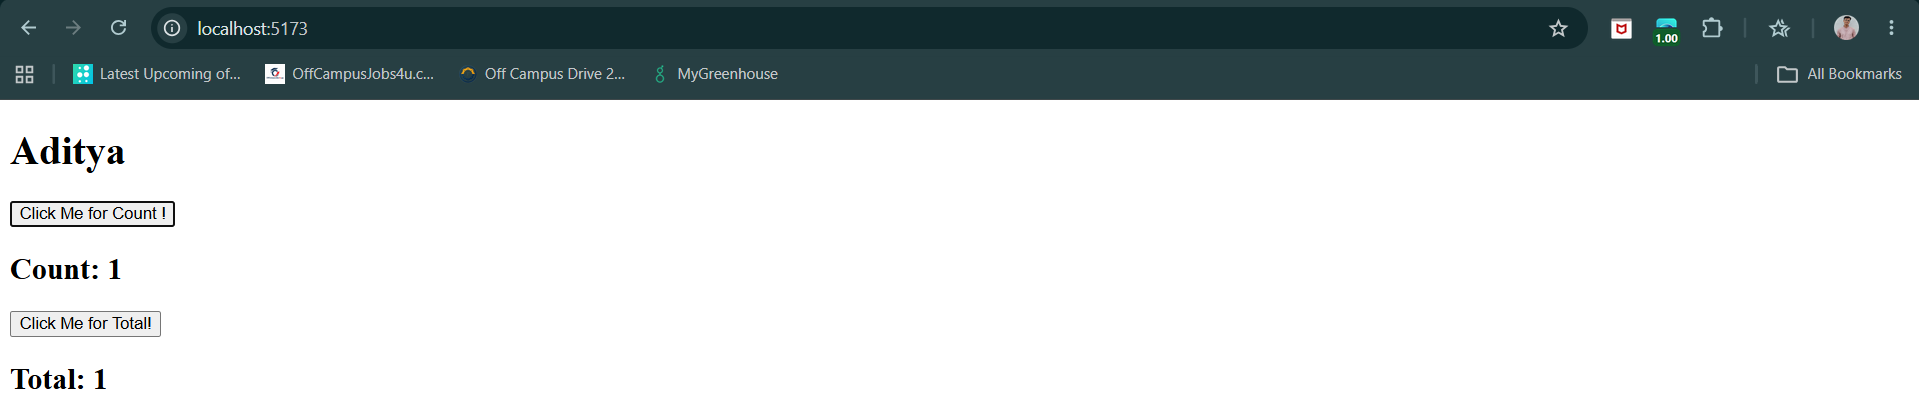 localhost:5173
1.00
Latest Upcoming of... OffCampusJobs4u.c... Off Campus Drive 2... MyGreenhouse All Bookmarks
Aditya
Click Me for Count !
Count: 1
Click Me for Total!
Total: 1